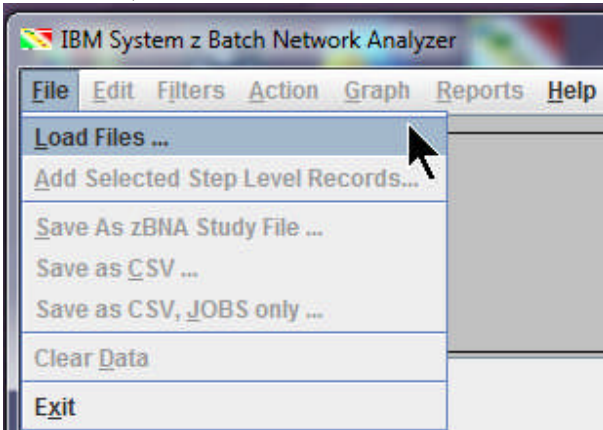 IBM System z Batch Network Analyzer
File Edit Filters Action Graph Reports Help
Load Files ...
Add Selected Step Level Records...
Save As zBNA Study File ...
Save as CSV ...
Save as CSV, JOBS only ...
Clear Data
Exit